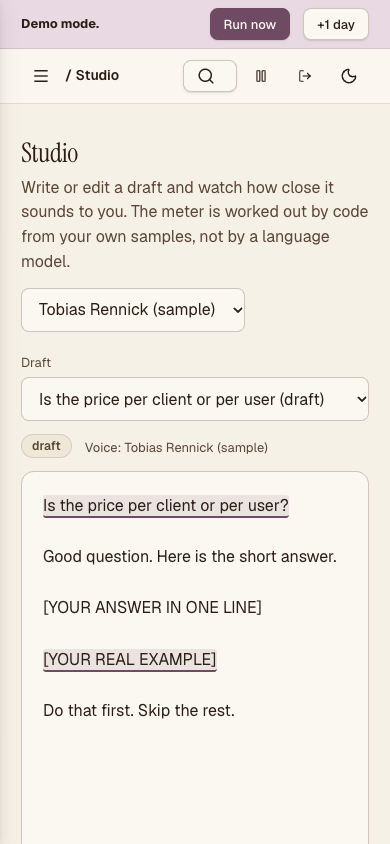 Demo mode.
Run now
+1 day
/ Studio
Studio
Write or edit a draft and watch how close it
sounds to you. The meter is worked out by code
from your own samples, not by a language
model.
Tobias Rennick (sample)
Draft
Is the price per client or per user (draft)
draft
Voice: Tobias Rennick (sample)
Is the price per client or per user?
Good question. Here is the short answer.
[YOUR ANSWER IN ONE LINE]
[YOUR REAL EXAMPLE]
Do that first. Skip the rest.